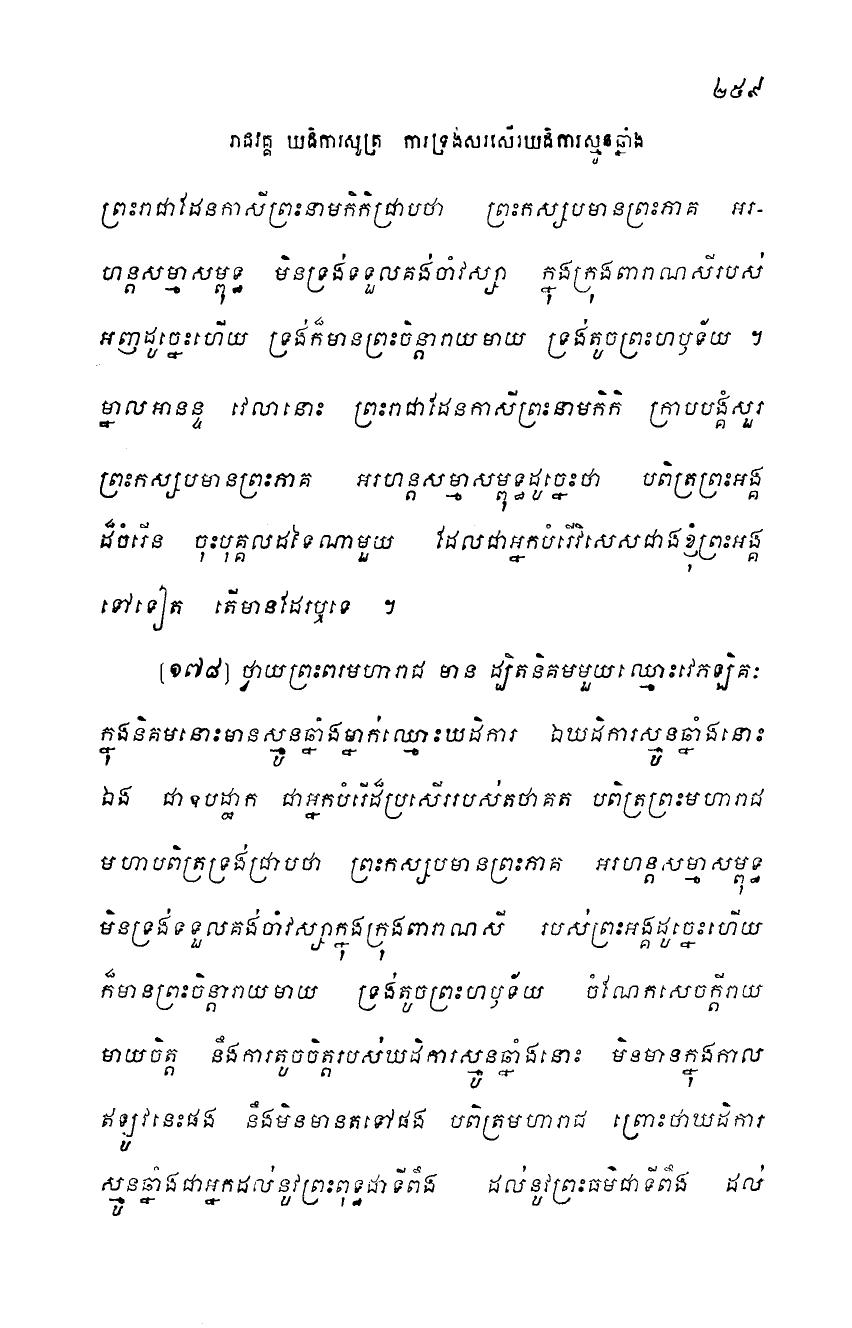 ២៥៩
រាជវគ្គ ឃដិការសូត្រ ការទ្រង់សរសើរឃដិការស្មូនឆ្នាំង
ព្រះរាជាដែនកាសីព្រះនាមកិកិជ្រាបថា ព្រះកស្សបមានព្រះភាគ អរ-
ហន្តសម្មាសម្ពុទ្ធ មិនទ្រង់ទទួលគង់ចាំវស្សា ក្នុងក្រុងពារាណសីរបស់
អញដូច្នេះហើយ ទ្រង់ក៏មានព្រះចិន្តារាយមាយ ទ្រង់តូចព្រះហឫទ័យ ។
ម្នាលអានន្ទ វេលានោះ ព្រះរាជាដែនកាសីព្រះនាមកិកិ ក្រាបបង្គំសួរ
ព្រះកស្សបមានព្រះភាគ អរហន្តសម្មាសម្ពុទ្ធដូច្នេះថា បពិត្រព្រះអង្គ
ដ៏ចំរើន ចុះបុគ្គលដទៃណាមួយ ដែលជាអ្នកបំរើវិសេសជាងខ្ញុំព្រះអង្គ
ទៅទៀត តើមានដែរឬទេ ។
[១៧៨] ថ្វាយព្រះពរមហារាជ មាន ដ្បិតនិគមមួយឈ្មោះវេភឡិគៈ
ក្នុងនិគមនោះមានស្មូនឆ្នាំងម្នាក់ឈ្មោះឃដិការ ឯឃដិការស្មូនឆ្នាំងនោះ
ឯង ជាឧបដ្ឋាក ជាអ្នកបំរើដ៏ប្រសើររបស់តថាគត បពិត្រព្រះមហារាជ
មហាបពិត្រទ្រង់ជ្រាបថា ព្រះកស្សបមានព្រះភាគ អរហន្តសម្មាសម្ពុទ្ធ
មិនទ្រង់ទទួលគង់ចាំវស្សាក្នុងក្រុងពារាណសី របស់ព្រះអង្គដូច្នេះហើយ
ក៏មានព្រះចិន្តារាយមាយ ទ្រង់តូចព្រះហឫទ័យ ចំណែកសេចក្តីរាយ
មាយចិត្ត នឹងការតូចចិត្តរបស់ឃដិការស្មូនឆ្នាំងនោះ មិនមានក្នុងកាល
ឥឡូវនេះផង នឹងមិនមានតទៅផង បពិត្រមហារាជ ព្រោះថាឃដិការ
ស្មូនឆ្នាំងជាអ្នកដល់នូវព្រះពុទ្ធជាទីពឹង ដល់នូវព្រះធម៌ជាទីពឹង ដល់